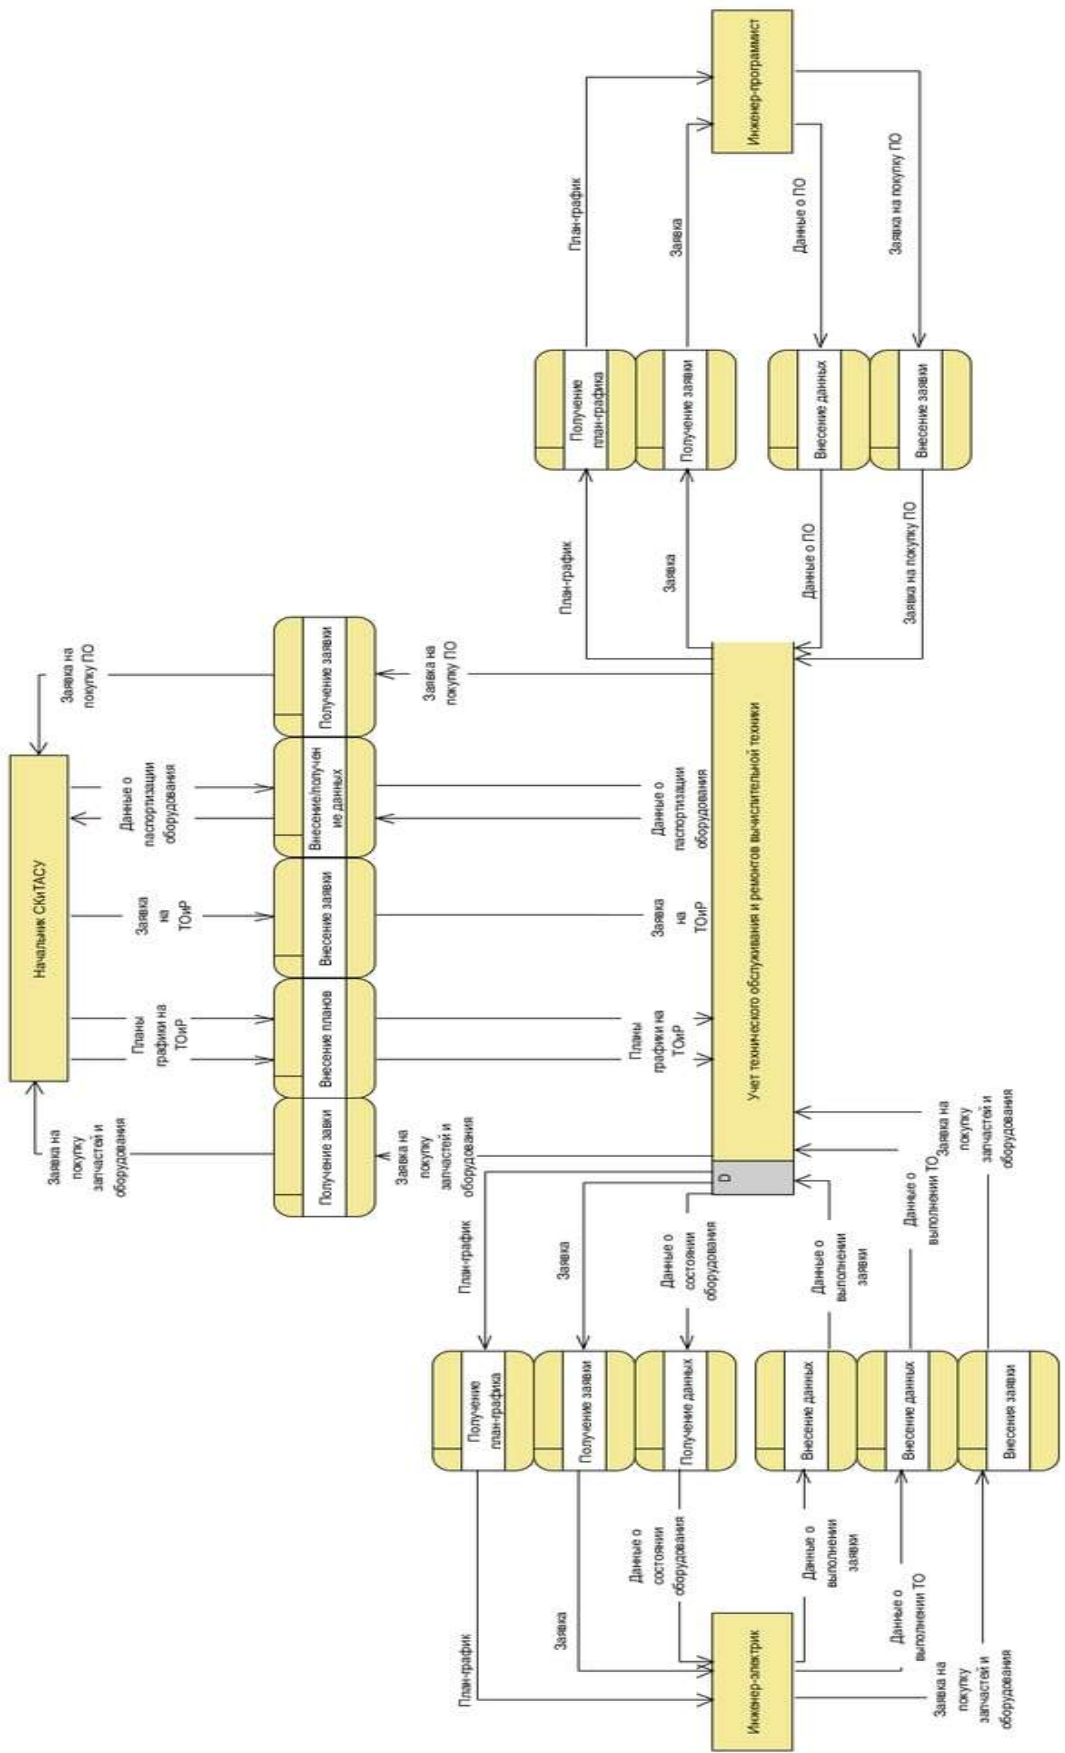 Начальник СКиТАСУ
Заявка на
покупку
запчастей и
оборудования
Планы
графики на
ТОиР
Заявка
на
ТОиР
Данные о
паспортизации
оборудования
Заявка на
покупку ПО
Получение завки
Внесение планов
Внесение заявки
Внесение/получен
ие данных
Получение заявки
Заявка на
покупку
запчастей и
оборудования
Планы
графики на
ТОиР
Заявка
на
ТОиР
Данные о
паспортизации
оборудования
Заявка на
покупку ПО
План-график
План-график
Получение
план-графика
План-график
План-график
Получение
план-графика
Заявка
Получение заявки
Заявка
Заявка
Получение заявки
Заявка
Данные о
состоянии
оборудования
Получение данных
Данные о
состоянии
оборудования
Инженер-электрик
D
Учет технического обслуживания и ремонтов вычислительной техники
Инженер-программист
Данные о
выполнении
заявки
Внесение данных
Данные о
выполнении
заявки
Данные о ПО
Внесение данных
Данные о ПО
Данные о
выполнении ТО
Внесение данных
Данные о
выполнении ТО
Заявка на покупку ПО
Внесение заявки
Заявка на покупку ПО
Заявка на
покупку
запчастей и
оборудования
Внесения заявки
Заявка на
покупку
запчастей и
оборудования